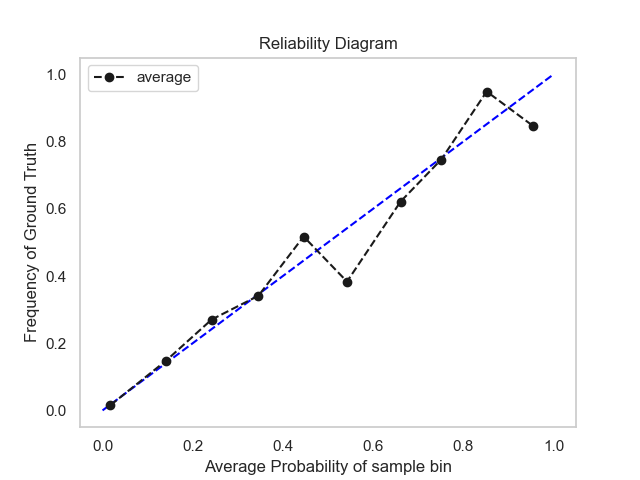 Reliability Diagram
average
Frequency of Ground Truth
1.0
0.8
0.6
0.4
0.2
0.0
0.0 0.2 0.4 0.6 0.8 1.0
Average Probability of sample bin